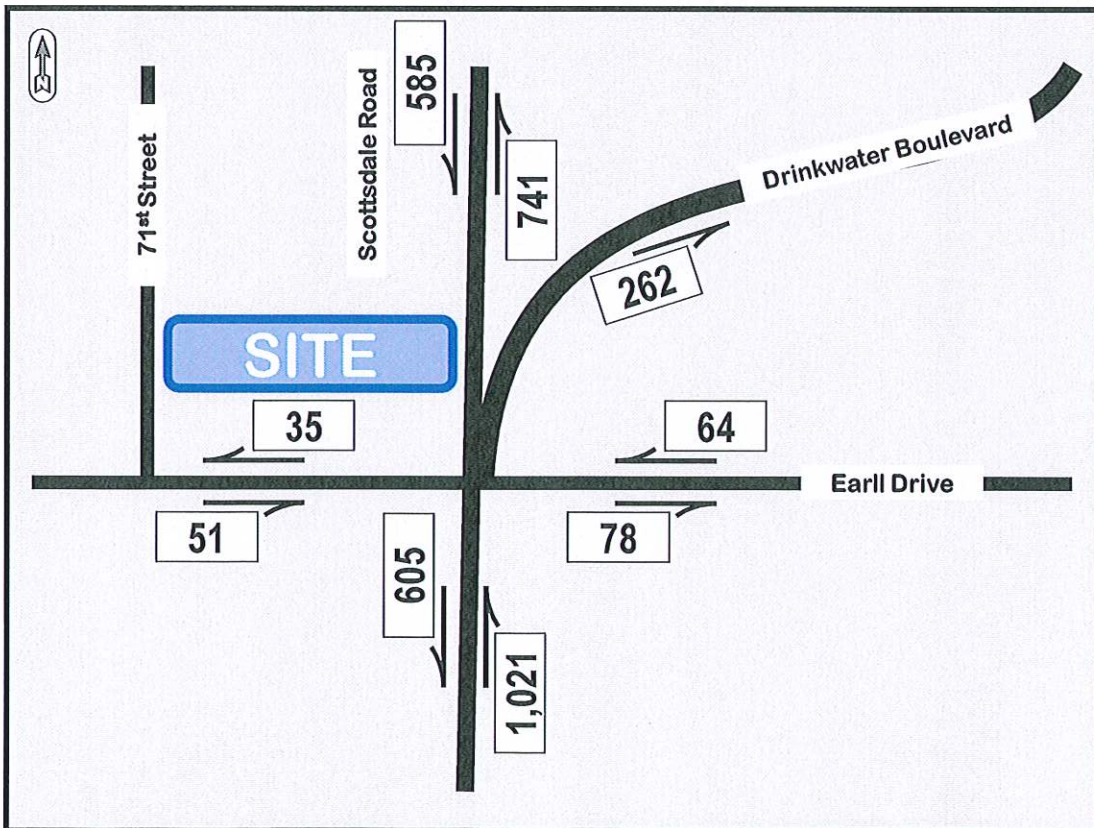 585
Scottsdale Road
71st Street
741
Drinkwater Boulevard
262
SITE
35
64
Earll Drive
51
78
605
1,021